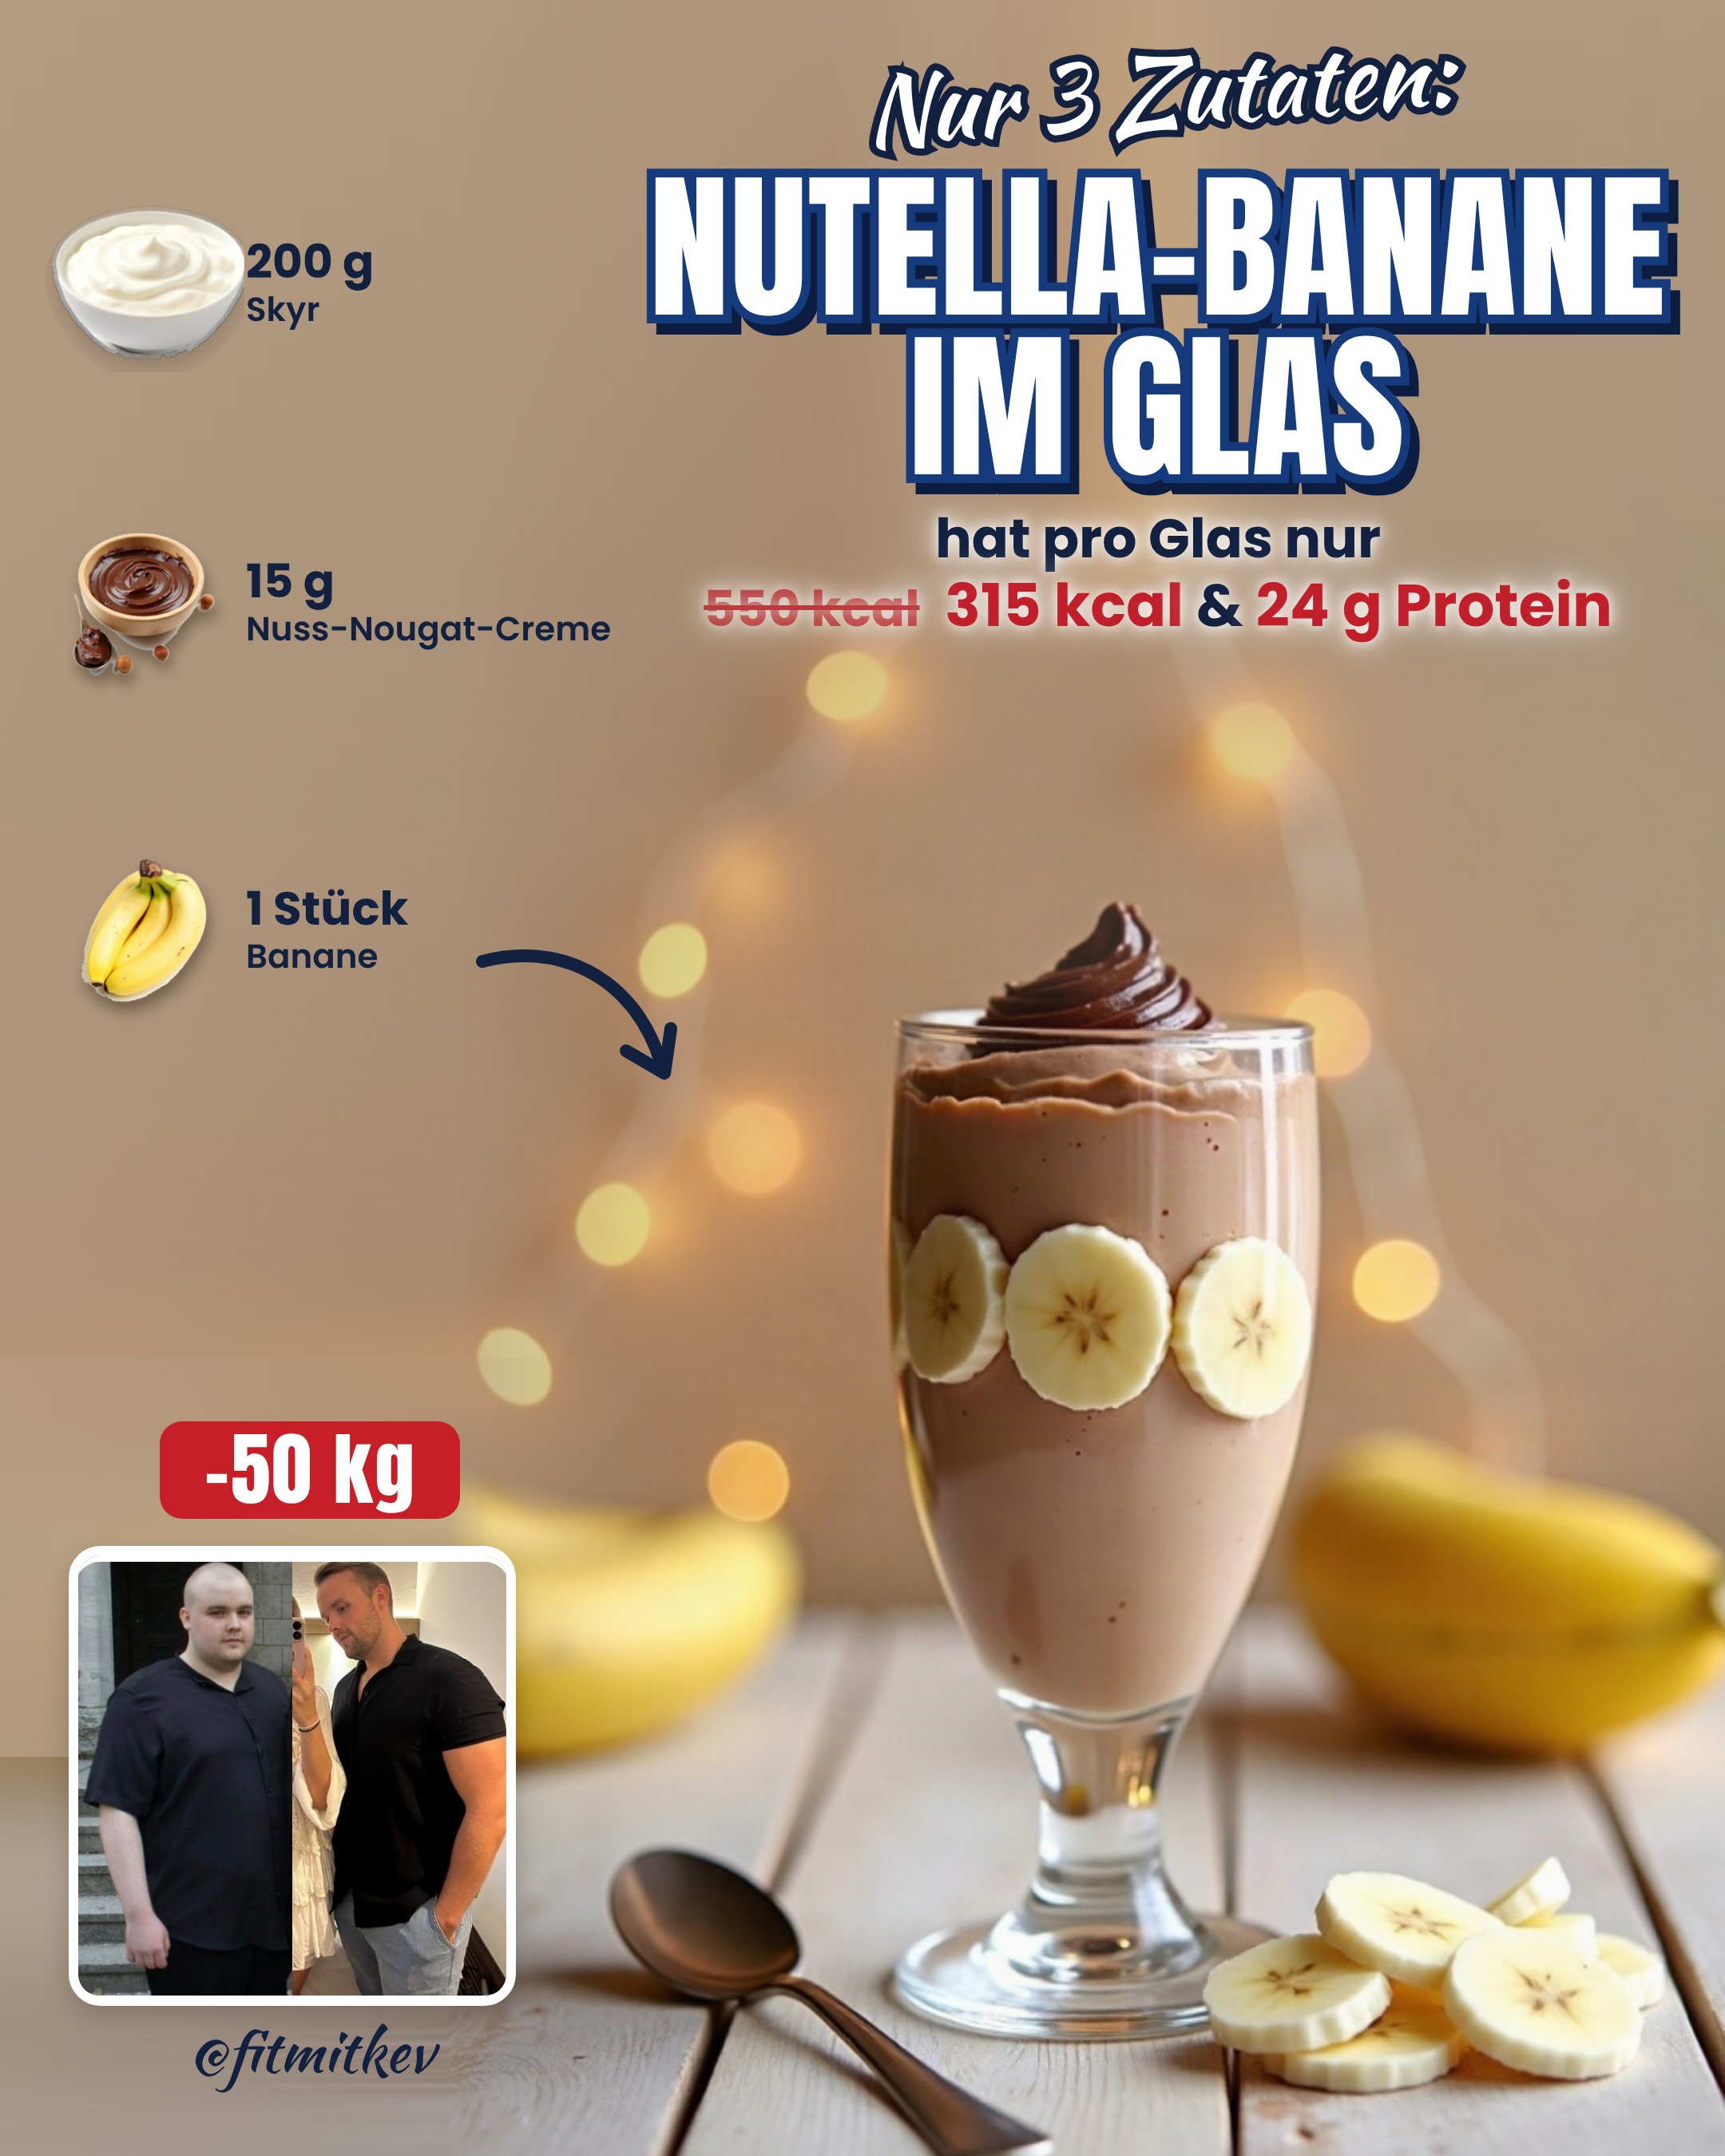 Nur 3 Zutaten:
NUTELLA-BANANE
IM GLAS
hat pro Glas nur
550 kcal 315 kcal & 24 g Protein
200 g
Skyr
15 g
Nuss-Nougat-Creme
1 Stück
Banane
-50 kg
@fitmitkev